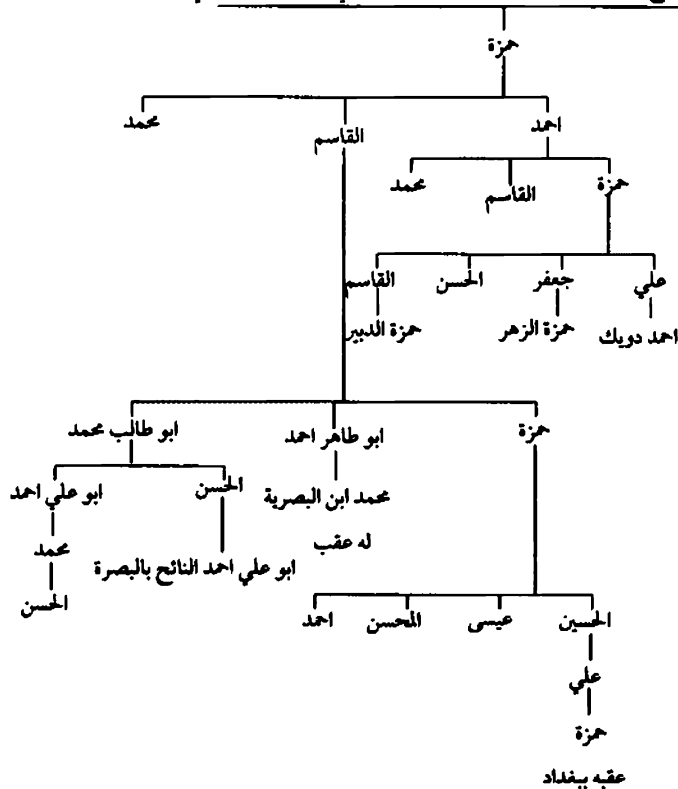 حمزة
احمد القاسم محمد
حمزة القاسم محمد
علي جعفر الحسن القاسم
احمد دويك حمزة الزهر حمزة الدبير
حمزة ابو طاهر احمد ابو طالب محمد
محمد ابن البصرية الحسن ابو علي احمد
له عقب محمد
ابو علي احمد النائح بالبصرة
الحسن
الحسين عيسى المحسن احمد
علي
حمزة
عقبه ببغداد